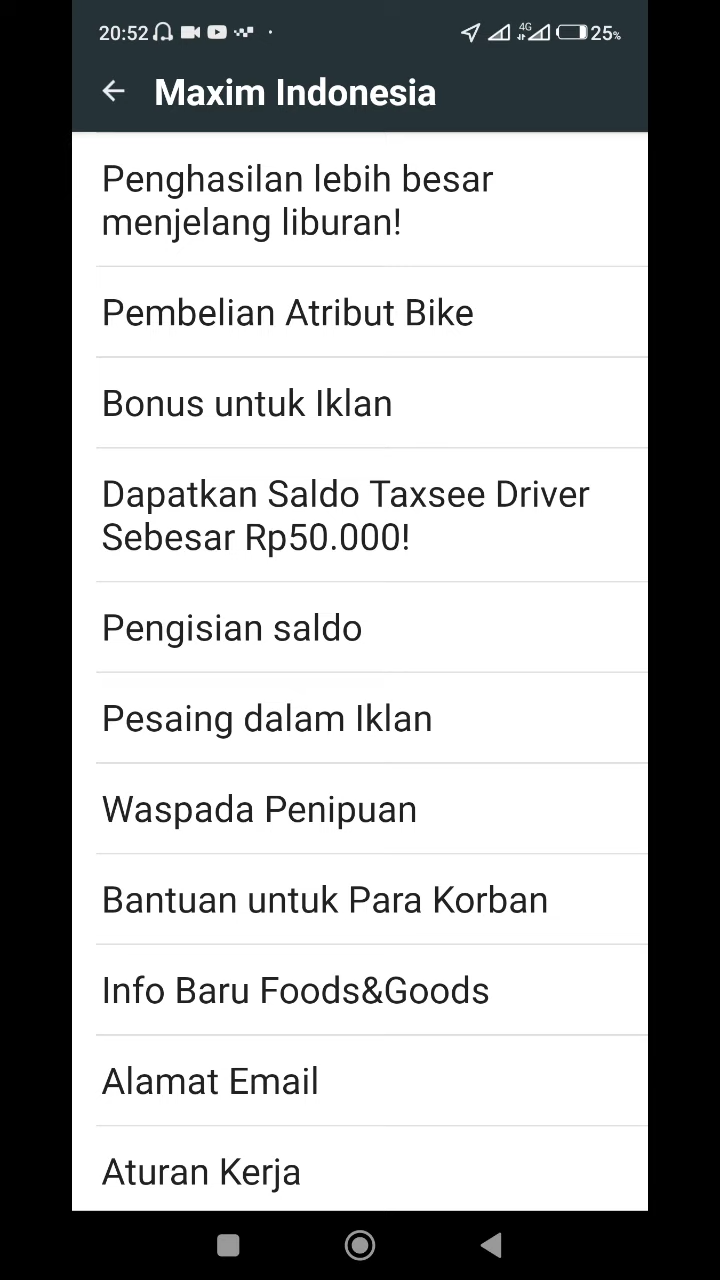 20:52 4G 25%
Maxim Indonesia
Penghasilan lebih besar
menjelang liburan!
Pembelian Atribut Bike
Bonus untuk Iklan
Dapatkan Saldo Taxsee Driver
Sebesar Rp50.000!
Pengisian saldo
Pesaing dalam Iklan
Waspada Penipuan
Bantuan untuk Para Korban
Info Baru Foods&Goods
Alamat Email
Aturan Kerja